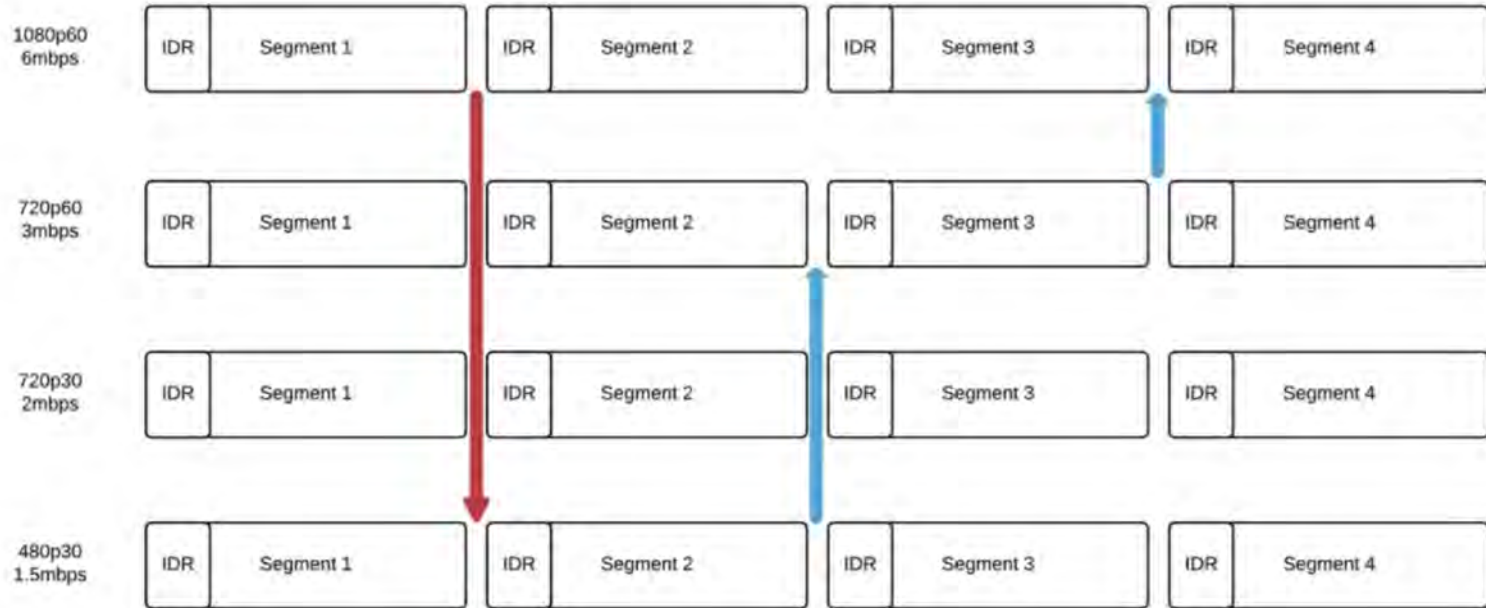 1080p60
6mbps
IDR Segment 1 IDR Segment 2 IDR Segment 3 IDR Segment 4
720p60
3mbps
IDR Segment 1 IDR Segment 2 IDR Segment 3 IDR Segment 4
720p30
2mbps
IDR Segment 1 IDR Segment 2 IDR Segment 3 IDR Segment 4
480p30
1.5mbps
IDR Segment 1 IDR Segment 2 IDR Segment 3 IDR Segment 4